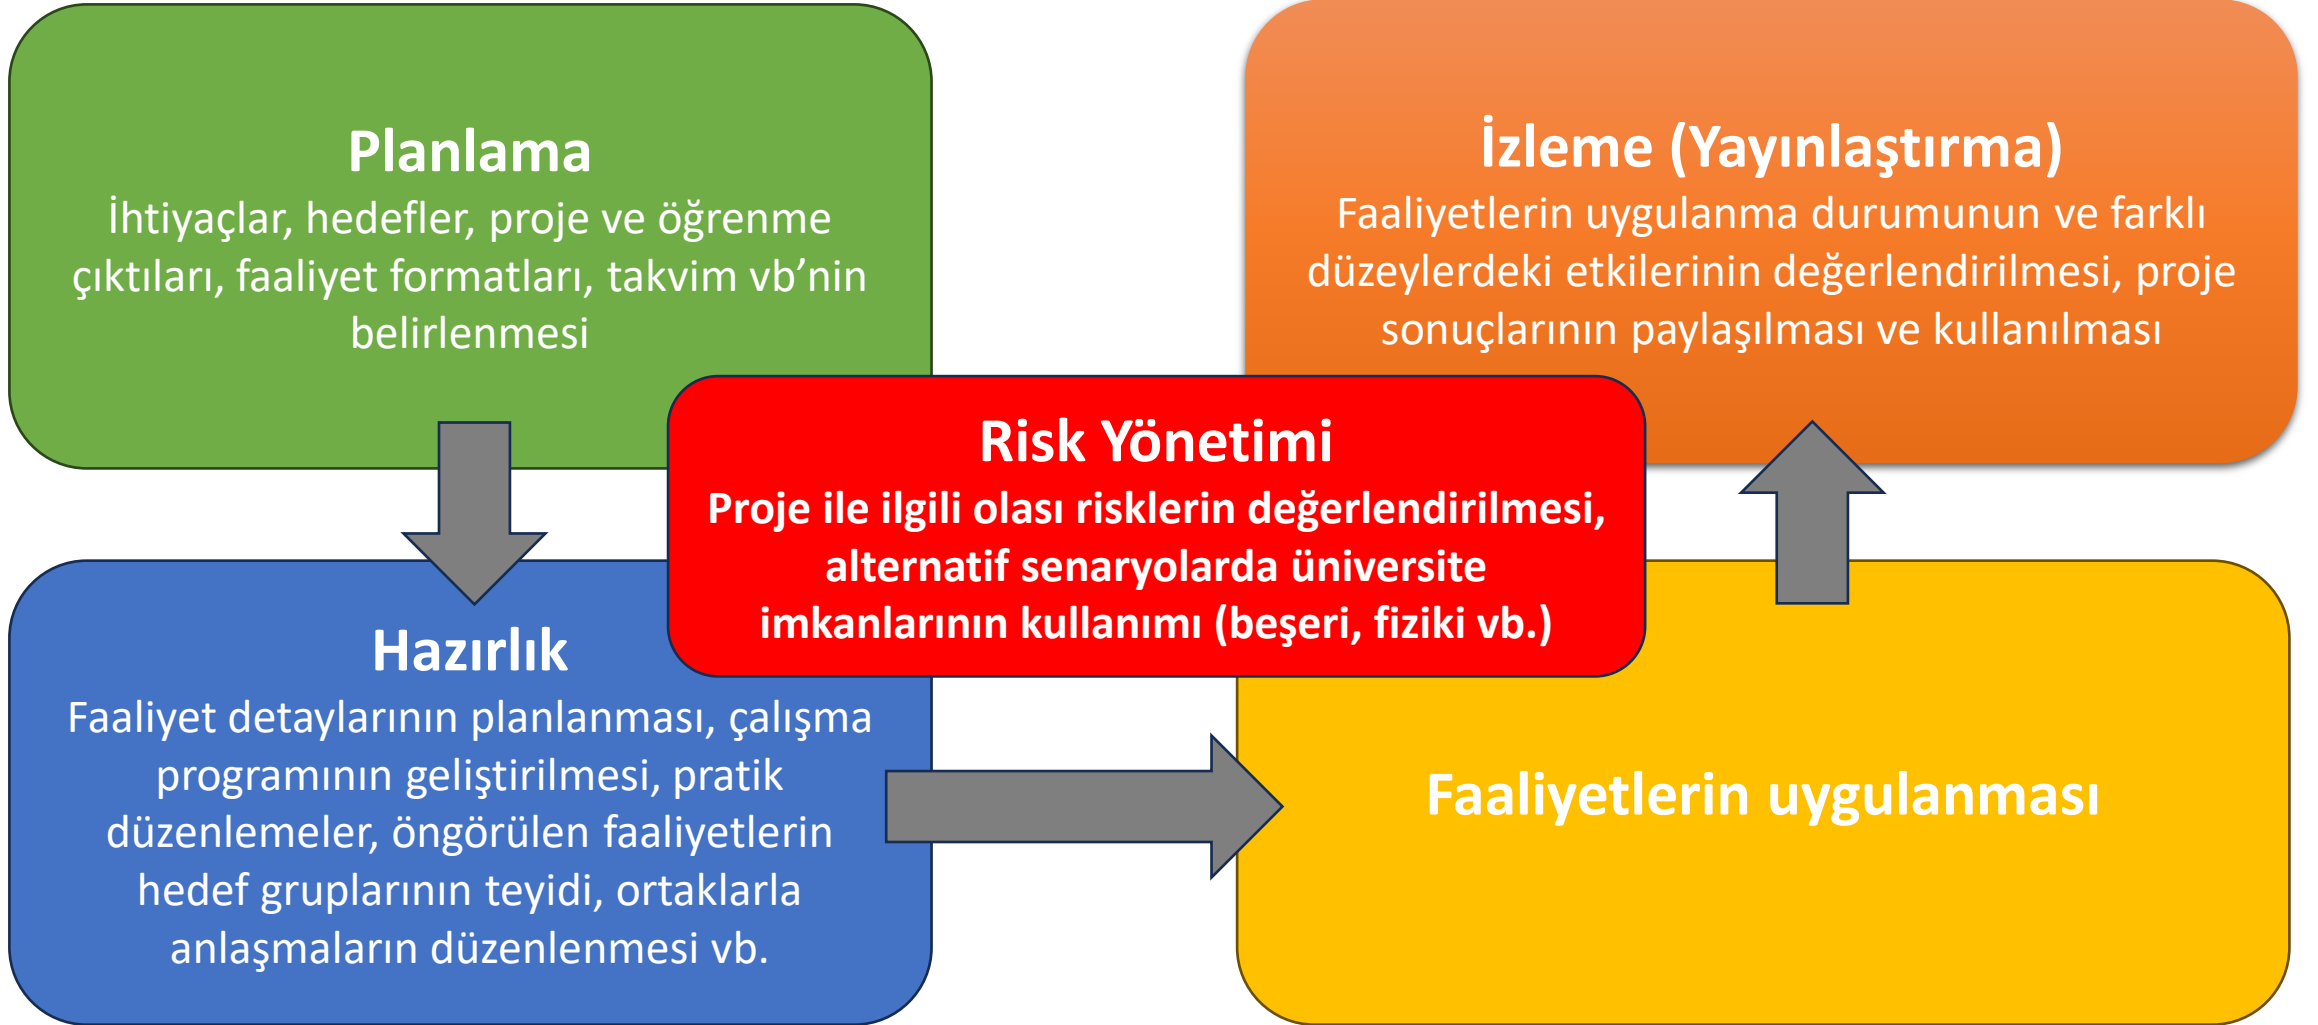 Planlama
İhtiyaçlar, hedefler, proje ve öğrenme
çıktıları, faaliyet formatları, takvim vb’nin
belirlenmesi
Hazırlık
Faaliyet detaylarının planlanması, çalışma
programının geliştirilmesi, pratik
düzenlemeler, öngörülen faaliyetlerin
hedef gruplarının teyidi, ortaklarla
anlaşmaların düzenlenmesi vb.
Faaliyetlerin uygulanması
İzleme (Yayınlaştırma)
Faaliyetlerin uygulanma durumunun ve farklı
düzeylerdeki etkilerinin değerlendirilmesi, proje
sonuçlarının paylaşılması ve kullanılması
Risk Yönetimi
Proje ile ilgili olası risklerin değerlendirilmesi,
alternatif senaryolarda üniversite
imkanlarının kullanımı (beşeri, fiziki vb.)